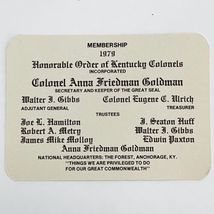 MEMBERSHIP
1979
Honorable Order of Kentucky Colonels
INCORPORATED
Colonel Anna Friedman Goldman
SECRETARY AND KEEPER OF THE GREAT SEAL
Walter J. Gibbs Colonel Eugene C. Ulrich
ADJUTANT GENERAL TREASURER
TRUSTEES
Joe L. Hamilton J. Seaton Huff
Robert A. Metry Walter J. Gibbs
James Mike Molloy Edwin Paxton
Anna Friedman Goldman
NATIONAL HEADQUARTERS: THE FOREST, ANCHORAGE, KY.
"THINGS WE ARE PRIVILEGED TO DO
FOR OUR GREAT COMMONWEALTH"